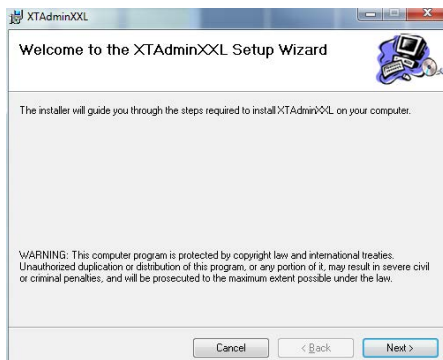 XTAdminXXL
Welcome to the XTAdminXXL Setup Wizard
The installer will guide you through the steps required to install XTAdminXXL on your computer.
WARNING: This computer program is protected by copyright law and international treaties.
Unauthorized duplication or distribution of this program, or any portion of it, may result in severe civil
or criminal penalties, and will be prosecuted to the maximum extent possible under the law.
Cancel
< Back
Next >